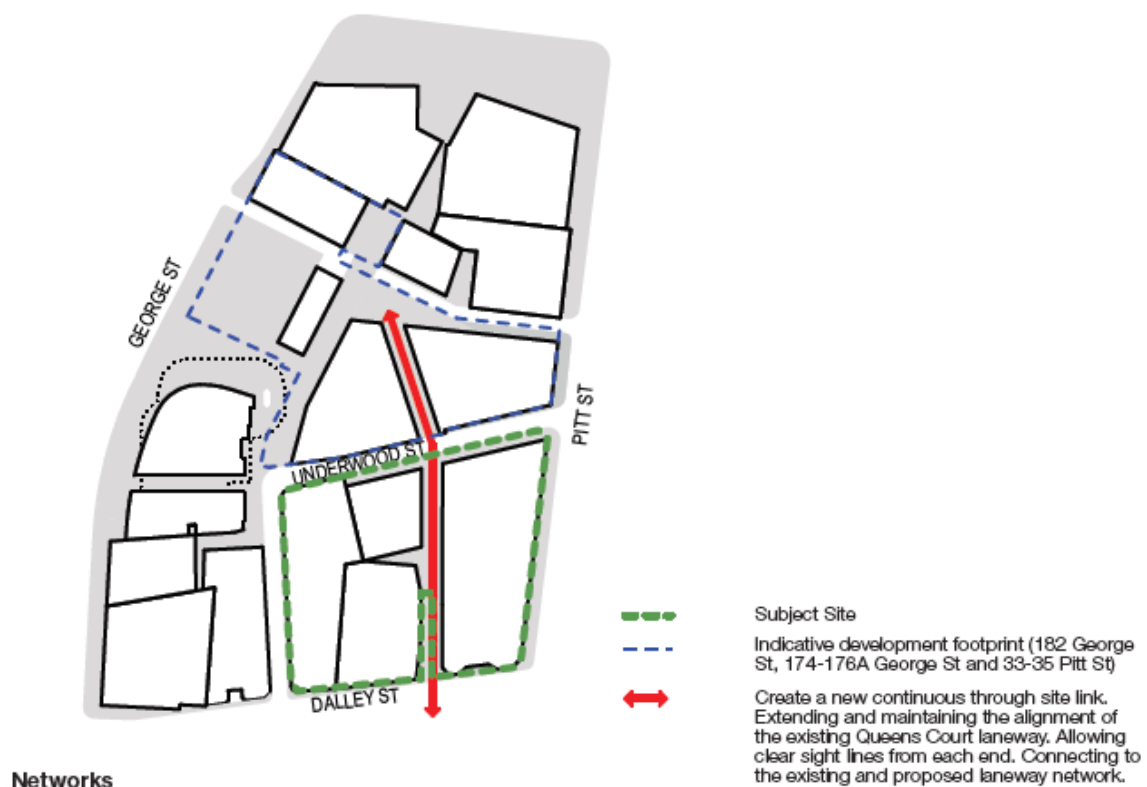 GEORGE ST
PITT ST
UNDERWOOD ST
DALLEY ST
Subject Site
Indicative development footprint (182 George
St, 174-176A George St and 33-35 Pitt St)
Create a new continuous through site link.
Extending and maintaining the alignment of
the existing Queens Court laneway. Allowing
clear sight lines from each end. Connecting to
the existing and proposed laneway network.
Networks